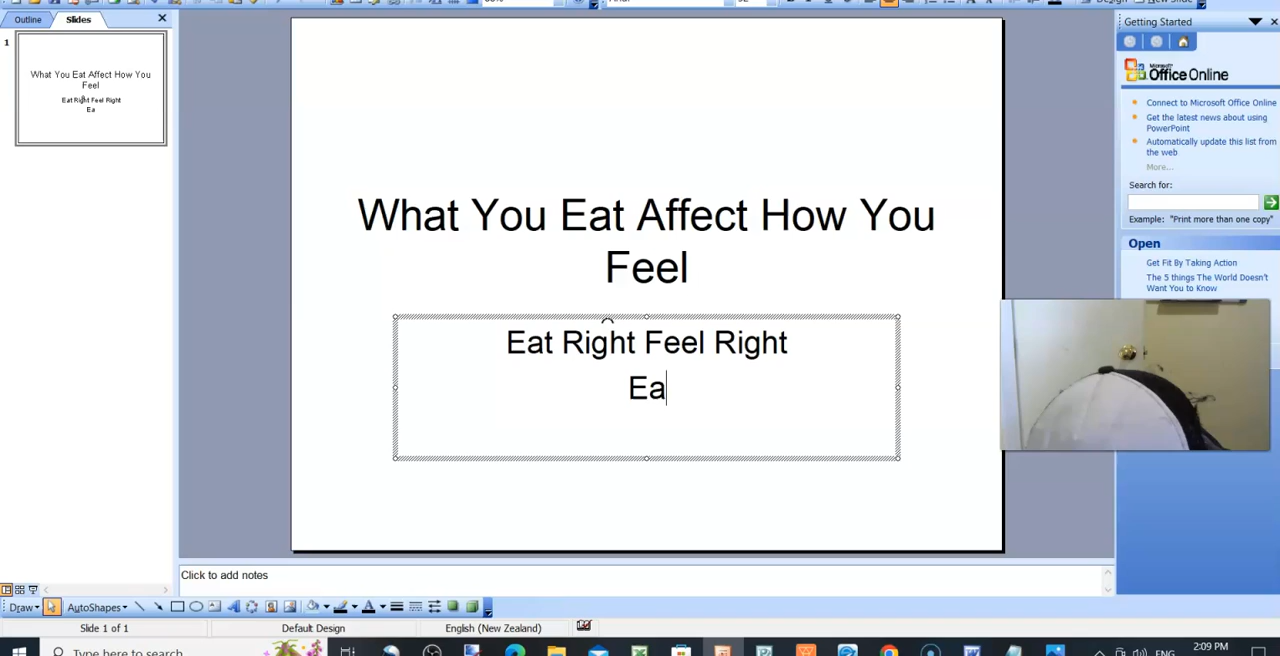 Outline
Slides
1
What You Eat Affect How You
Feel
Eat Right Feel Right
Ea
What You Eat Affect How You
Feel
Eat Right Feel Right
Ea
Click to add notes
Getting Started
Microsoft
Office Online
Connect to Microsoft Office Online
Get the latest news about using
PowerPoint
Automatically update this list from
the web
More...
Search for:
Example: "Print more than one copy"
Open
Get Fit By Taking Action
The 5 things The World Doesn't
Want You to Know
Draw
AutoShapes
Slide 1 of 1
Default Design
English (New Zealand)
Type here to search
ENG
2:09 PM